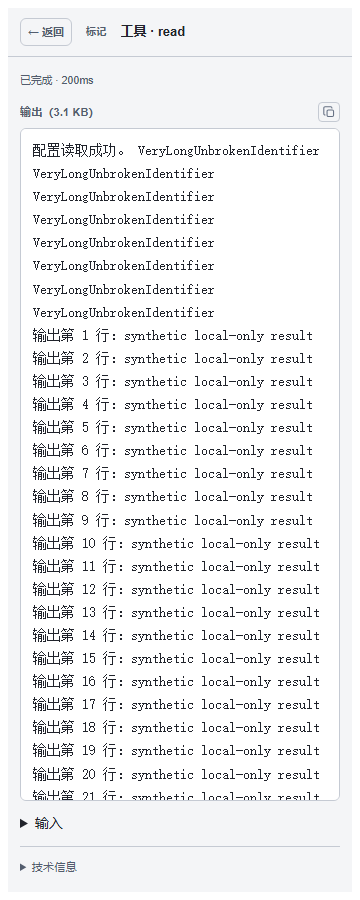 ← 返回 标记 工具 · read
已完成 · 200ms
输出 (3.1 KB)
配置读取成功。 VeryLongUnbrokenIdentifier
VeryLongUnbrokenIdentifier
VeryLongUnbrokenIdentifier
VeryLongUnbrokenIdentifier
VeryLongUnbrokenIdentifier
VeryLongUnbrokenIdentifier
VeryLongUnbrokenIdentifier
VeryLongUnbrokenIdentifier
输出第 1 行：synthetic local-only result
输出第 2 行：synthetic local-only result
输出第 3 行：synthetic local-only result
输出第 4 行：synthetic local-only result
输出第 5 行：synthetic local-only result
输出第 6 行：synthetic local-only result
输出第 7 行：synthetic local-only result
输出第 8 行：synthetic local-only result
输出第 9 行：synthetic local-only result
输出第 10 行：synthetic local-only result
输出第 11 行：synthetic local-only result
输出第 12 行：synthetic local-only result
输出第 13 行：synthetic local-only result
输出第 14 行：synthetic local-only result
输出第 15 行：synthetic local-only result
输出第 16 行：synthetic local-only result
输出第 17 行：synthetic local-only result
输出第 18 行：synthetic local-only result
输出第 19 行：synthetic local-only result
输出第 20 行：synthetic local-only result
输出第 21 行：synthetic local-only result
▶ 输入
▶ 技术信息